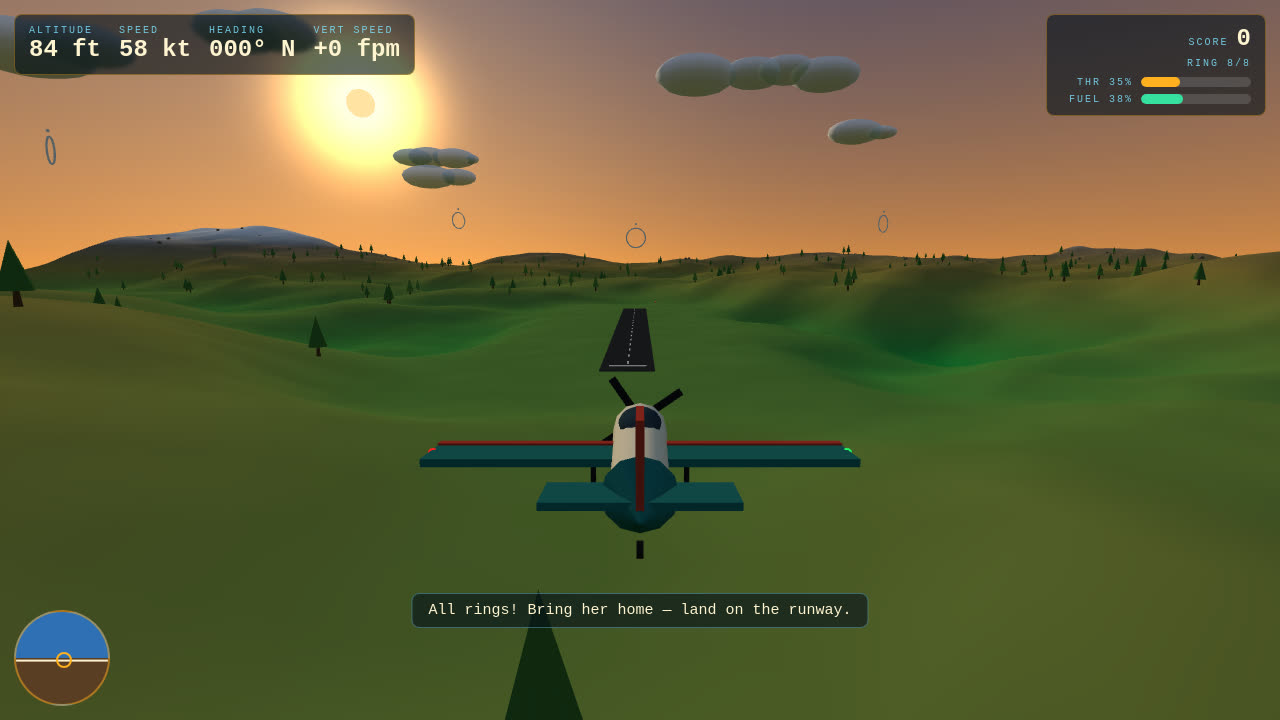 ALTITUDE SPEED HEADING VERT SPEED
84 ft 58 kt 000° N +0 fpm
SCORE 0
RING 8/8
THR 35%
FUEL 38%
All rings! Bring her home — land on the runway.